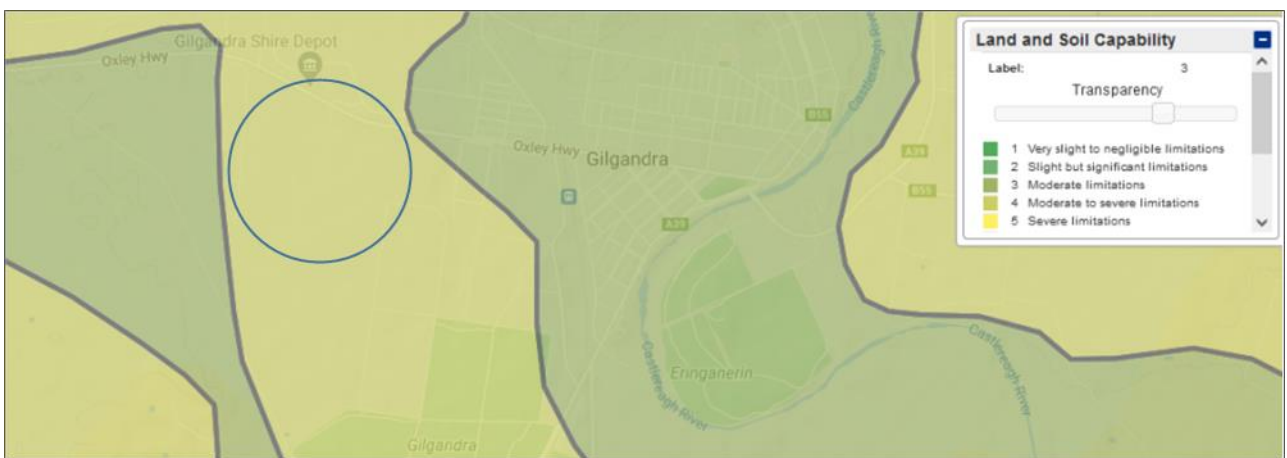 Gilgandra Shire Depot
Oxley Hwy
Castlereagh River
B55
Oxley Hwy
Gilgandra
A39
B55
A39
Eringanerin
Castlereagh River
Castlereagh River
Gilgandra
Land and Soil Capability
Label: 3
Transparency
1 Very slight to negligible limitations
2 Slight but significant limitations
3 Moderate limitations
4 Moderate to severe limitations
5 Severe limitations